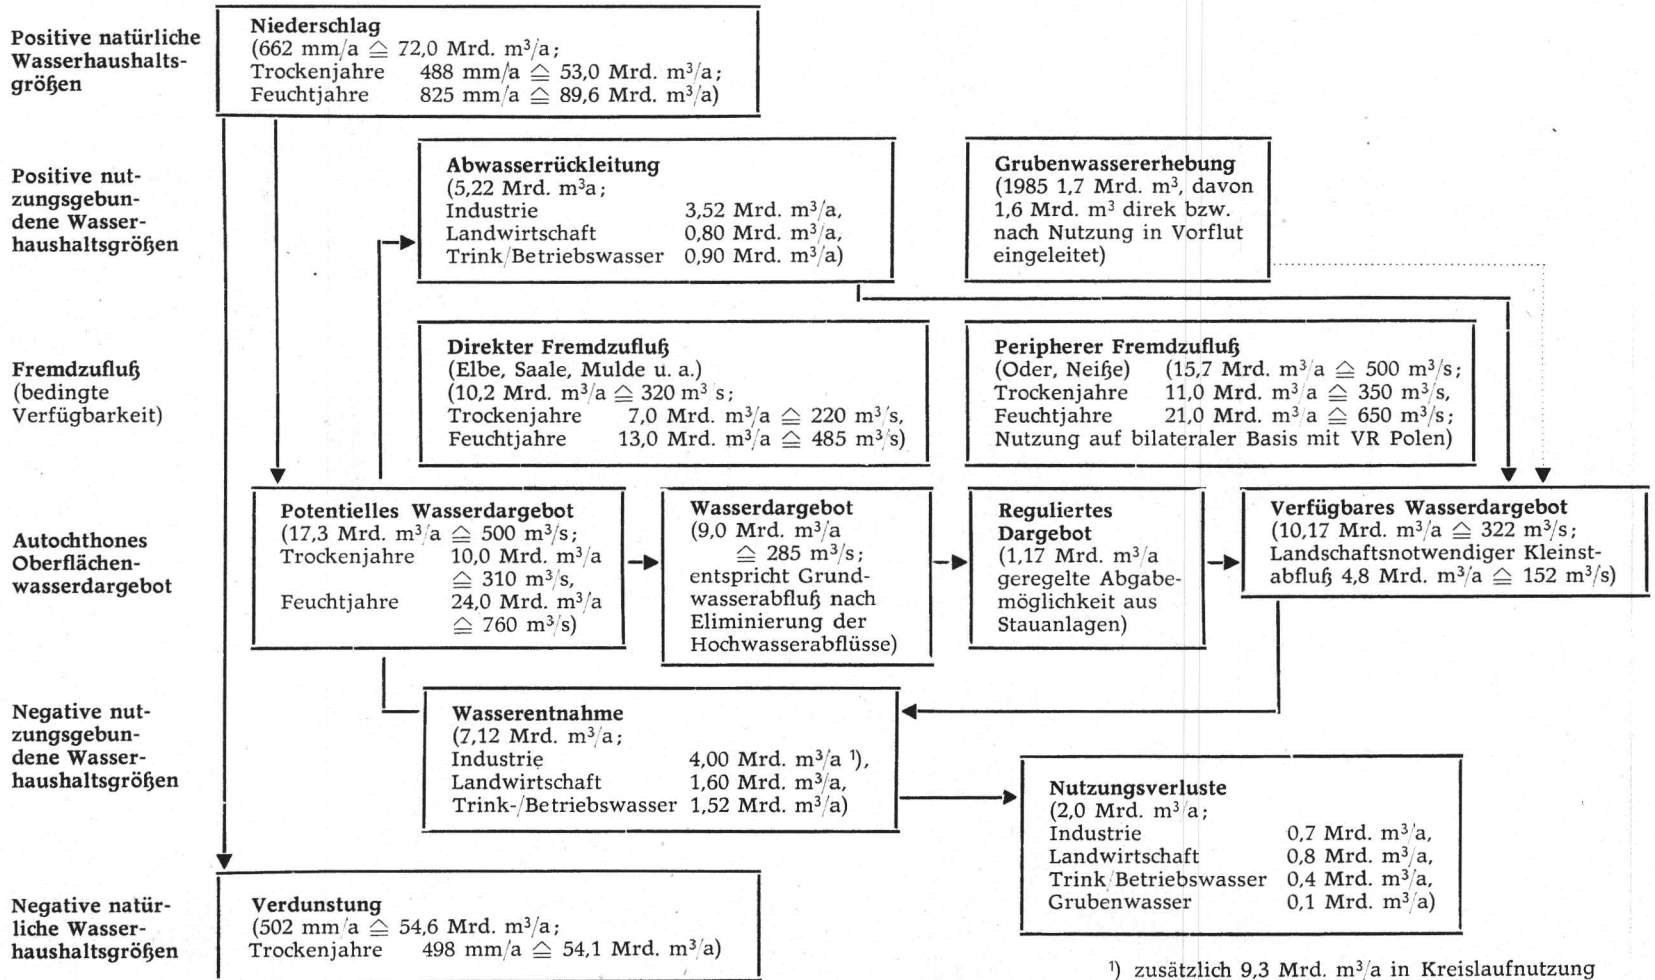 Positive natürliche
Wasserhaushalts-
größen
Niederschlag
(662 mm/a ≙ 72,0 Mrd. m³/a;
Trockenjahre 488 mm/a ≙ 53,0 Mrd. m³/a;
Feuchtjahre 825 mm/a ≙ 89,6 Mrd. m³/a)
Positive nut-
zungsgebun-
dene Wasser-
haushaltsgrößen
Abwasserrückleitung
(5,22 Mrd. m³a;
Industrie 3,52 Mrd. m³/a,
Landwirtschaft 0,80 Mrd. m³/a,
Trink/Betriebswasser 0,90 Mrd. m³/a)
Grubenwassererhebung
(1985 1,7 Mrd. m³, davon
1,6 Mrd. m³ direk bzw.
nach Nutzung in Vorflut
eingeleitet)
Fremdzufluß
(bedingte
Verfügbarkeit)
Direkter Fremdzufluß
(Elbe, Saale, Mulde u. a.)
(10,2 Mrd. m³/a ≙ 320 m³/s;
Trockenjahre 7,0 Mrd. m³/a ≙ 220 m³/s,
Feuchtjahre 13,0 Mrd. m³/a ≙ 485 m³/s)
Peripherer Fremdzufluß
(Oder, Neiße) (15,7 Mrd. m³/a ≙ 500 m³/s;
Trockenjahre 11,0 Mrd. m³/a ≙ 350 m³/s,
Feuchtjahre 21,0 Mrd. m³/a ≙ 650 m³/s;
Nutzung auf bilateraler Basis mit VR Polen)
Autochthones
Oberflächen-
wasserdargebot
Potentielles Wasserdargebot
(17,3 Mrd. m³/a ≙ 500 m³/s;
Trockenjahre 10,0 Mrd. m³/a
≙ 310 m³/s,
Feuchtjahre 24,0 Mrd. m³/a
≙ 760 m³/s)
Wasserdargebot
(9,0 Mrd. m³/a
≙ 285 m³/s;
entspricht Grund-
wasserabfluß nach
Eliminierung der
Hochwasserabflüsse)
Reguliertes
Dargebot
(1,17 Mrd. m³/a
geregelte Abgabe-
möglichkeit aus
Stauanlagen)
Verfügbares Wasserdargebot
(10,17 Mrd. m³/a ≙ 322 m³/s;
Landschaftsnotwendiger Kleinst-
abfluß 4,8 Mrd. m³/a ≙ 152 m³/s)
Negative nut-
zungsgebun-
dene Wasser-
haushaltsgrößen
Wasserentnahme
(7,12 Mrd. m³/a;
Industrie 4,00 Mrd. m³/a ¹),
Landwirtschaft 1,60 Mrd. m³/a,
Trink-/Betriebswasser 1,52 Mrd. m³/a)
Nutzungsverluste
(2,0 Mrd. m³/a;
Industrie 0,7 Mrd. m³/a,
Landwirtschaft 0,8 Mrd. m³/a,
Trink/Betriebswasser 0,4 Mrd. m³/a,
Grubenwasser 0,1 Mrd. m³/a)
Negative natür-
liche Wasser-
haushaltsgrößen
Verdunstung
(502 mm/a ≙ 54,6 Mrd. m³/a;
Trockenjahre 498 mm/a ≙ 54,1 Mrd. m³/a)
¹) zusätzlich 9,3 Mrd. m³/a in Kreislaufnutzung